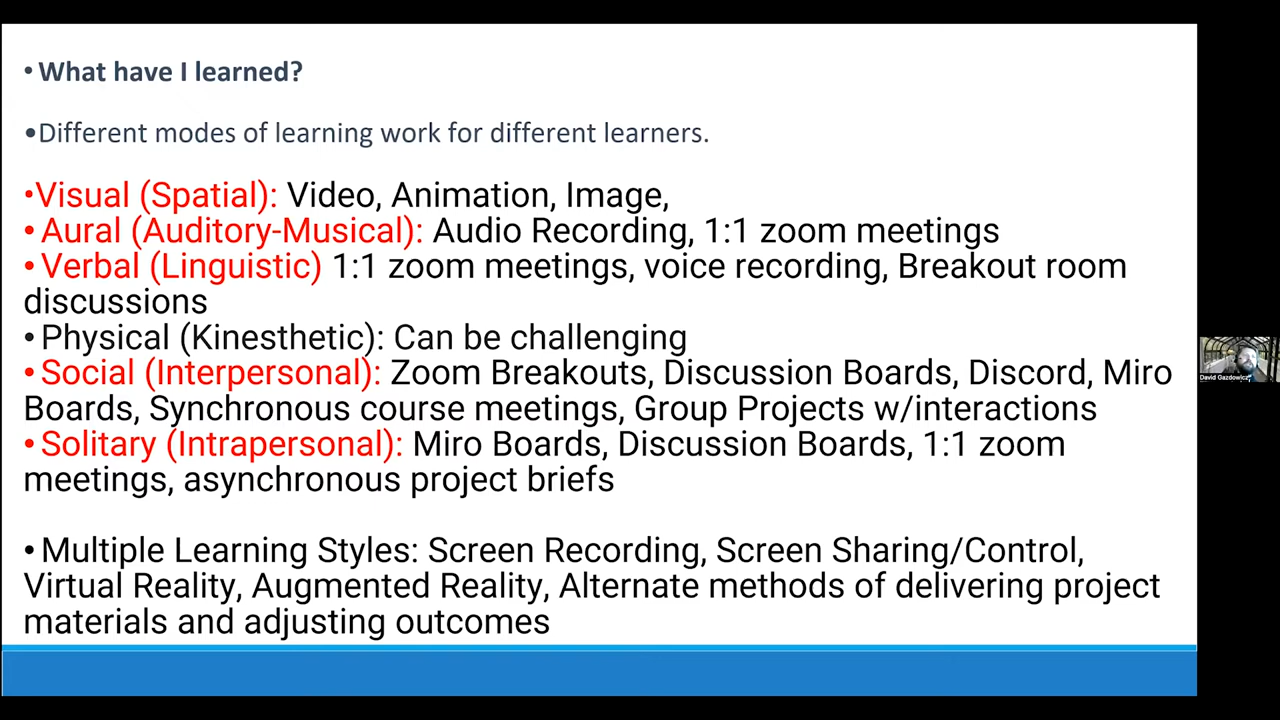 • What have I learned?
•Different modes of learning work for different learners.
•Visual (Spatial): Video, Animation, Image,
• Aural (Auditory-Musical): Audio Recording, 1:1 zoom meetings
• Verbal (Linguistic) 1:1 zoom meetings, voice recording, Breakout room
discussions
• Physical (Kinesthetic): Can be challenging
• Social (Interpersonal): Zoom Breakouts, Discussion Boards, Discord, Miro
Boards, Synchronous course meetings, Group Projects w/interactions
• Solitary (Intrapersonal): Miro Boards, Discussion Boards, 1:1 zoom
meetings, asynchronous project briefs
• Multiple Learning Styles: Screen Recording, Screen Sharing/Control,
Virtual Reality, Augmented Reality, Alternate methods of delivering project
materials and adjusting outcomes
David Gazdowicz